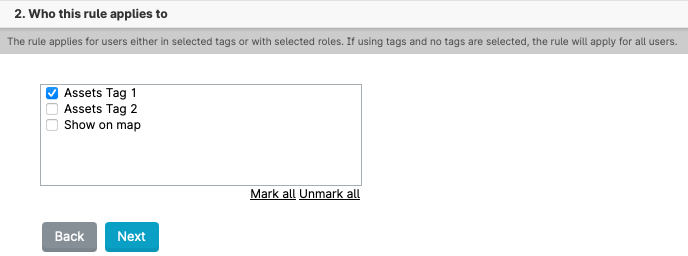 2. Who this rule applies to
The rule applies for users either in selected tags or with selected roles. If using tags and no tags are selected, the rule will apply for all users.
Assets Tag 1
Assets Tag 2
Show on map
Mark all Unmark all
Back Next